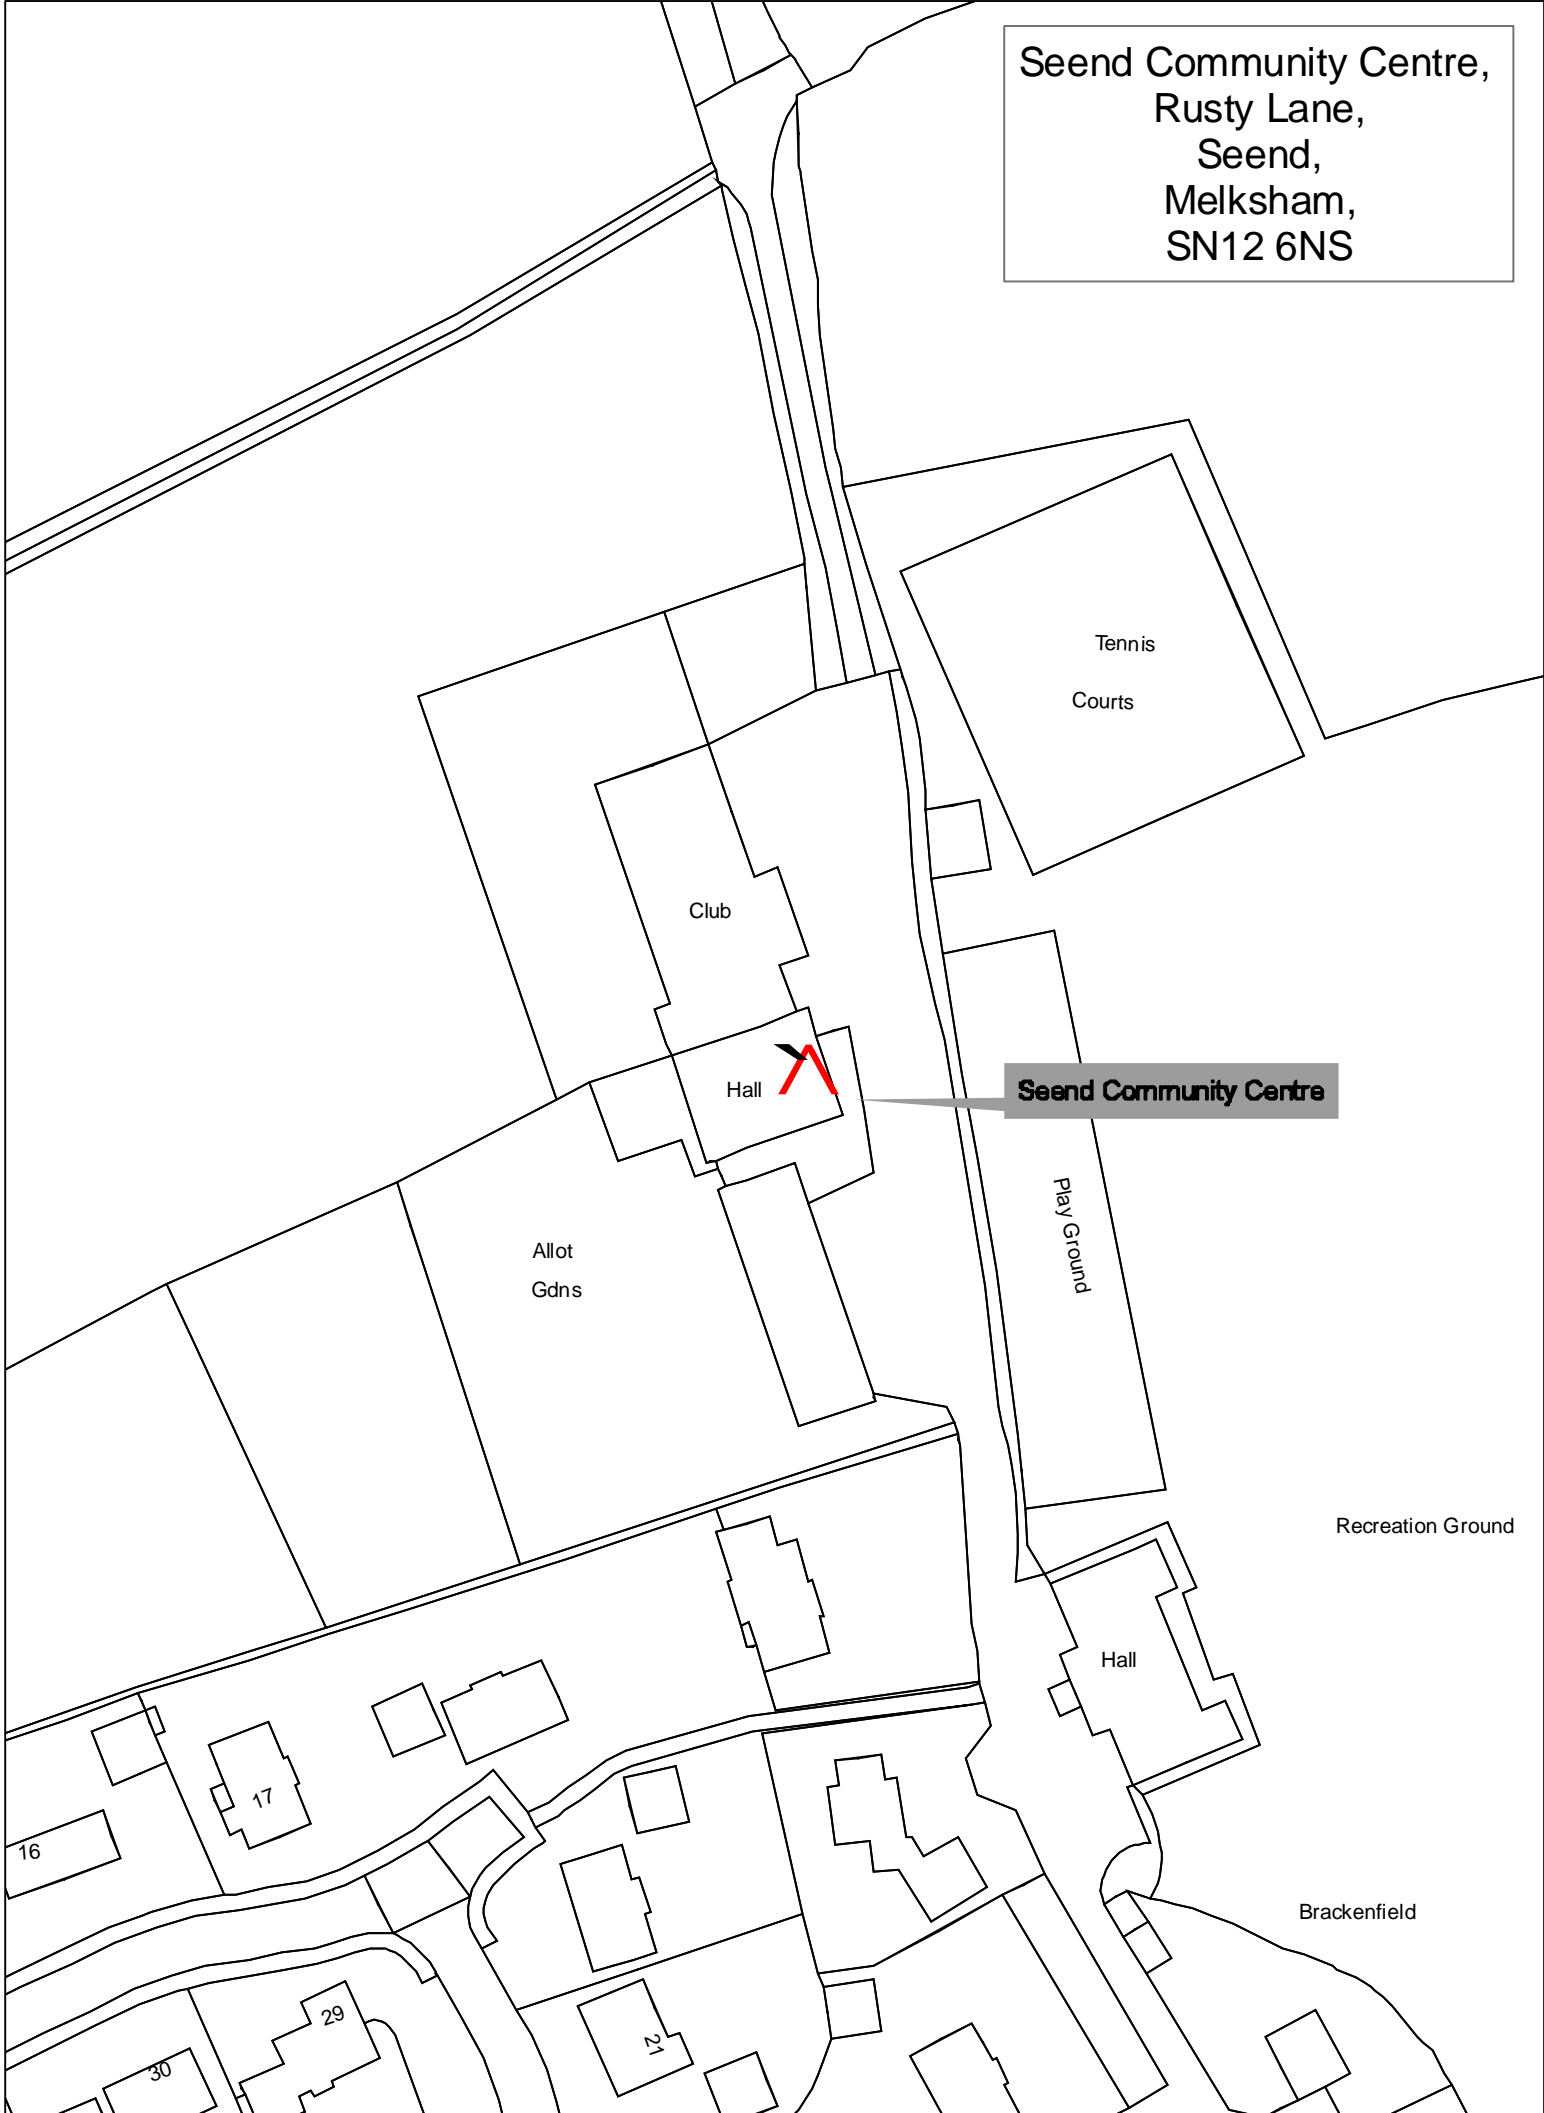 Seend Community Centre,
Rusty Lane,
Seend,
Melksham,
SN12 6NS
Tennis
Courts
Club
Hall
Seend Community Centre
Play Ground
Allot
Gdns
Recreation Ground
Hall
17
16
Brackenfield
29
21
30